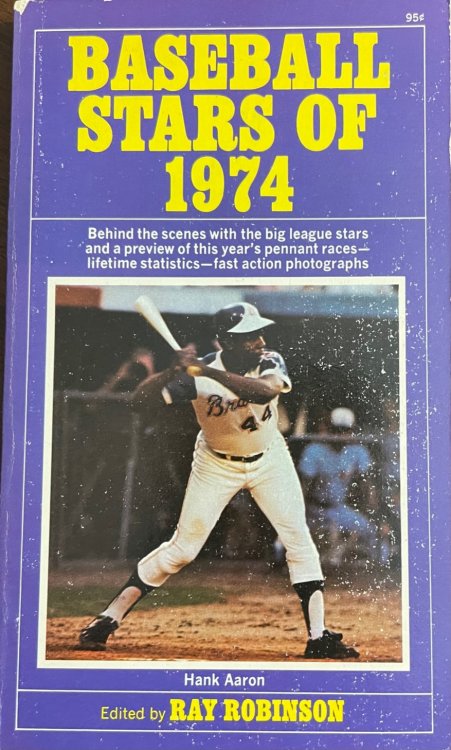 95¢
BASEBALL
STARS OF
1974
Behind the scenes with the big league stars
and a preview of this year's pennant races—
lifetime statistics—fast action photographs
Bra
44
Hank Aaron
Edited by RAY ROBINSON